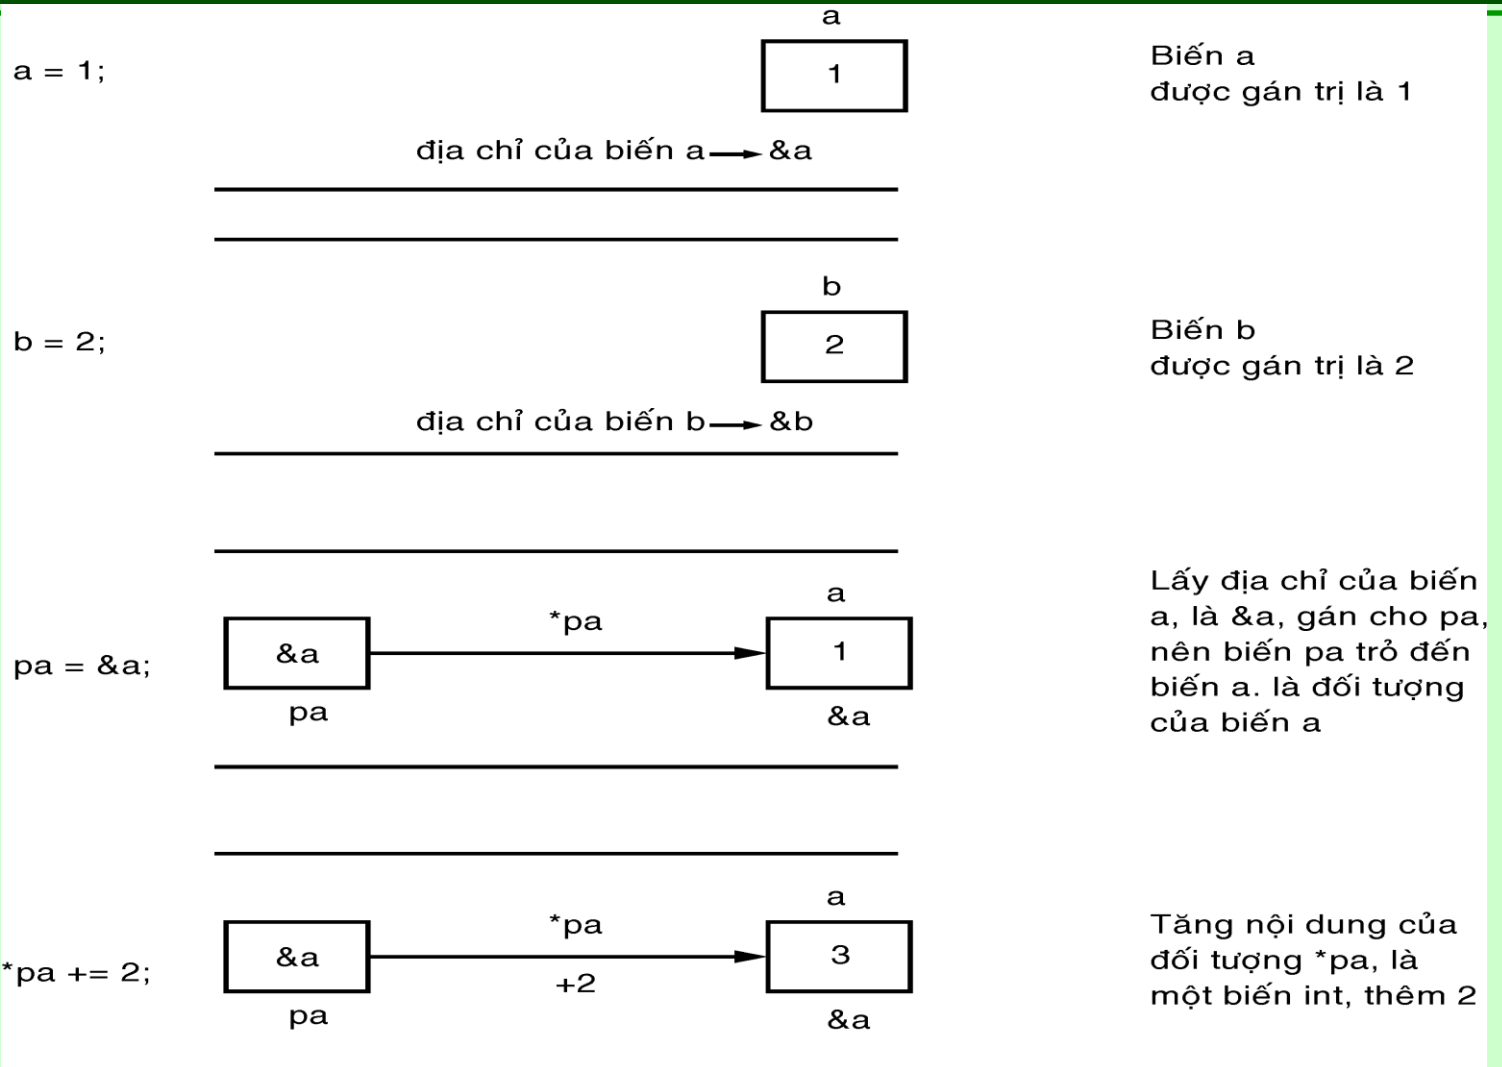 a
a = 1;
1
Biến a
được gán trị là 1
địa chỉ của biến a &a
b
b = 2;
2
Biến b
được gán trị là 2
địa chỉ của biến b &b
pa = &a;
&a
pa
*pa
a
1
&a
Lấy địa chỉ của biến
a, là &a, gán cho pa,
nên biến pa trỏ đến
biến a. là đối tượng
của biến a
*pa += 2;
&a
pa
*pa
+2
a
3
&a
Tăng nội dung của
đối tượng *pa, là
một biến int, thêm 2